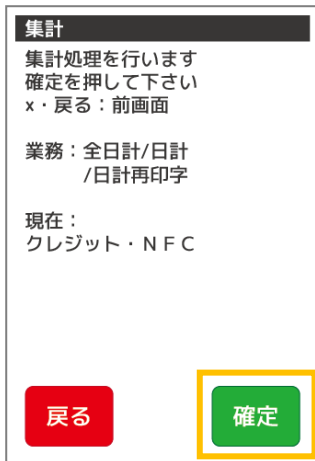 集計
集計処理を行います
確定を押して下さい
x・戻る：前画面
業務：全日計/日計
/日計再印字
現在：
クレジット・ＮＦＣ
戻る
確定